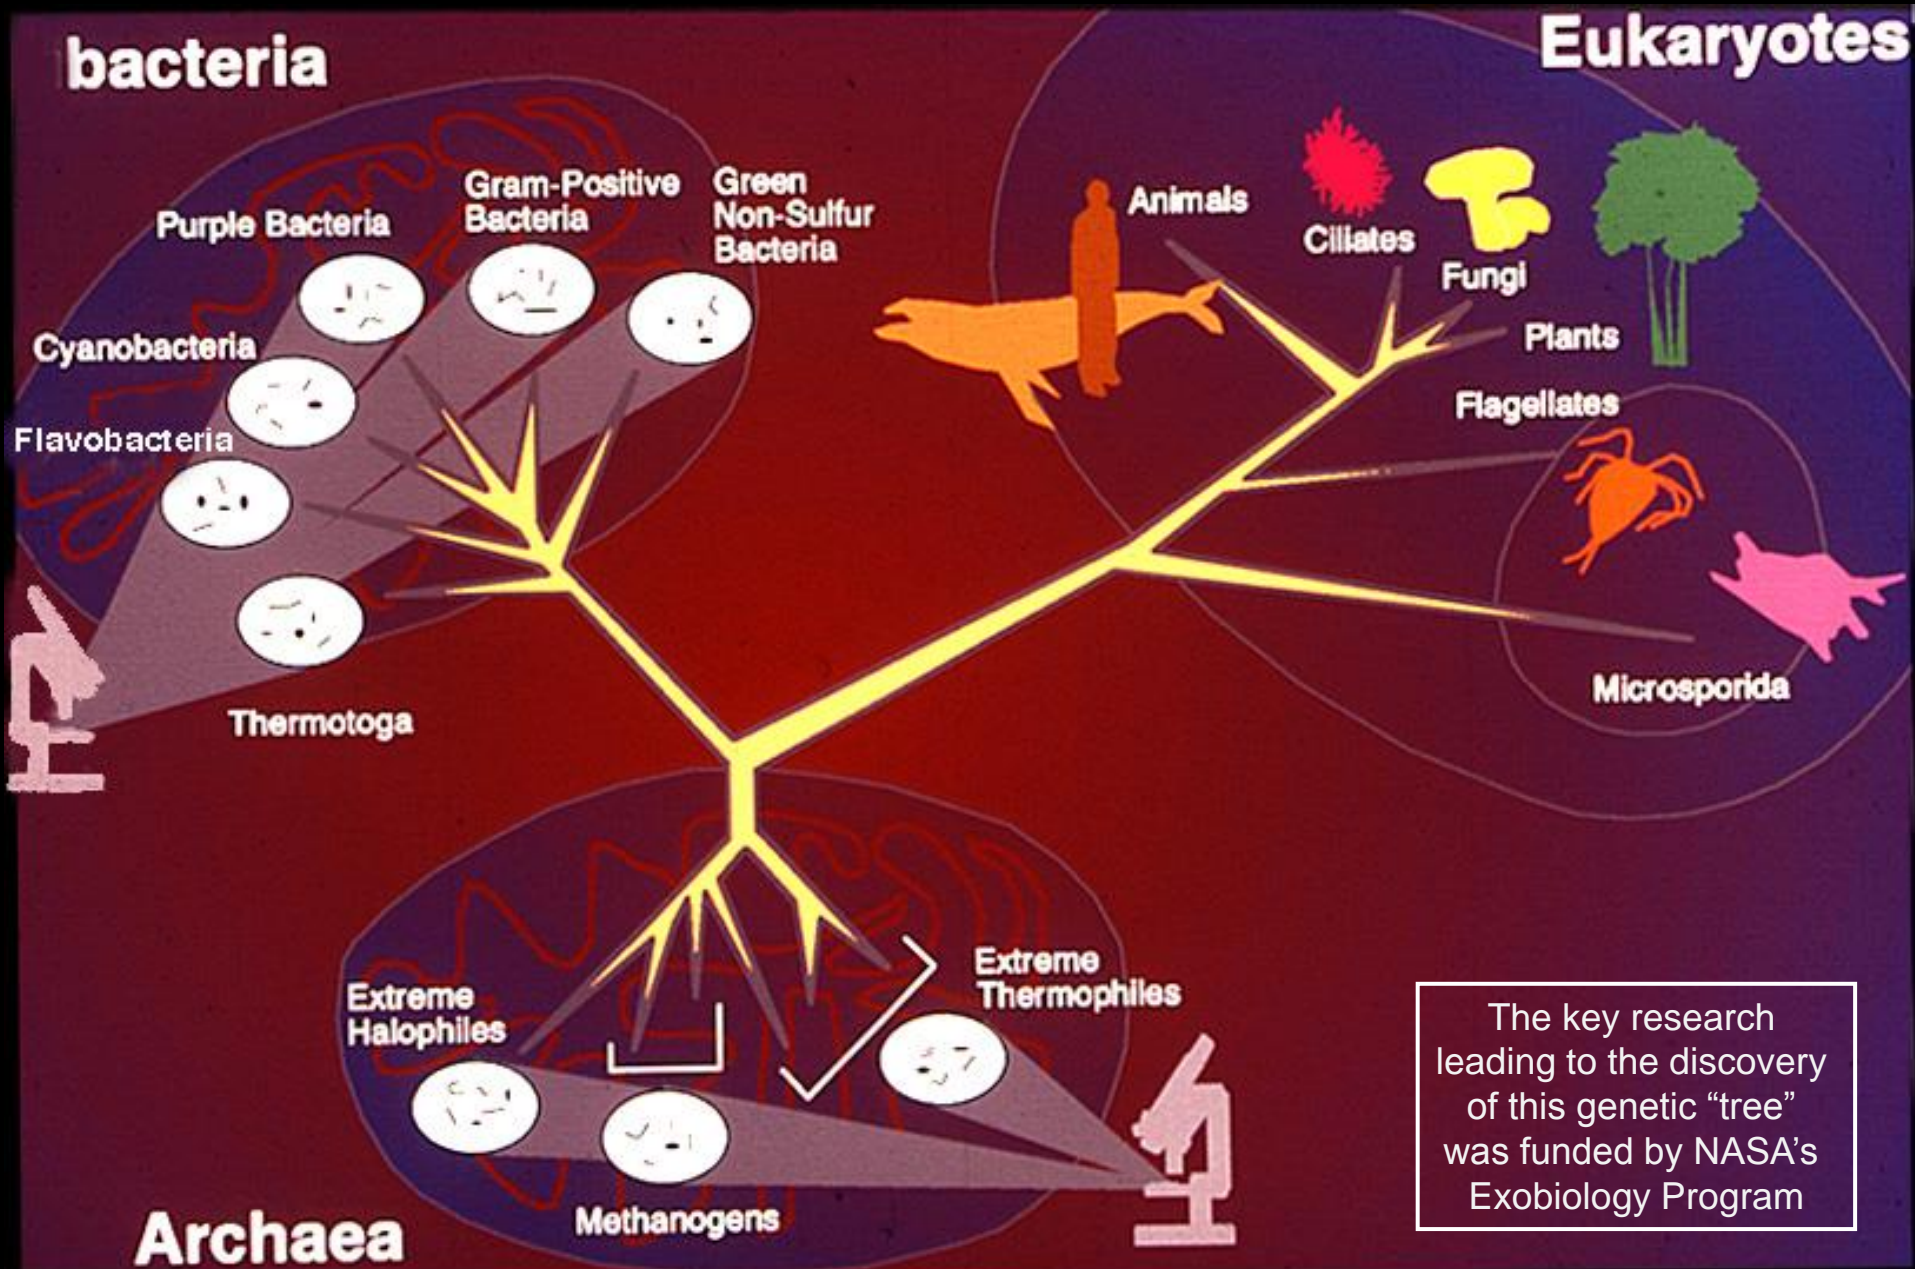 bacteria
Eukaryotes
Purple Bacteria
Gram-Positive
Bacteria
Green
Non-Sulfur
Bacteria
Cyanobacteria
Flavobacteria
Thermotoga
Animals
Ciliates
Fungi
Plants
Flagellates
Microsporida
Extreme
Halophiles
Methanogens
Extreme
Thermophiles
Archaea
The key research
leading to the discovery
of this genetic “tree”
was funded by NASA’s
Exobiology Program